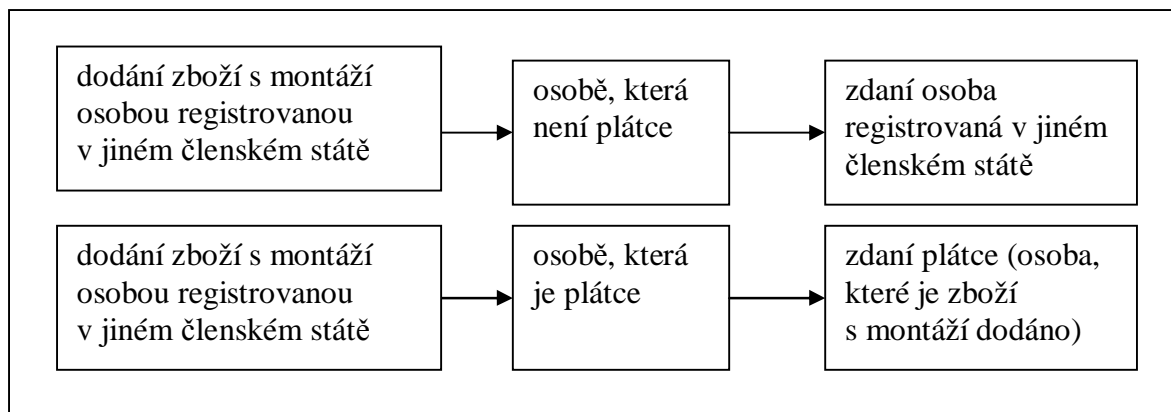 dodání zboží s montáží
osobou registrovanou
v jiném členském státě
osobě, která
není plátce
zdaní osoba
registrovaná v jiném
členském státě
dodání zboží s montáží
osobou registrovanou
v jiném členském státě
osobě, která
je plátce
zdaní plátce (osoba,
které je zboží
s montáží dodáno)